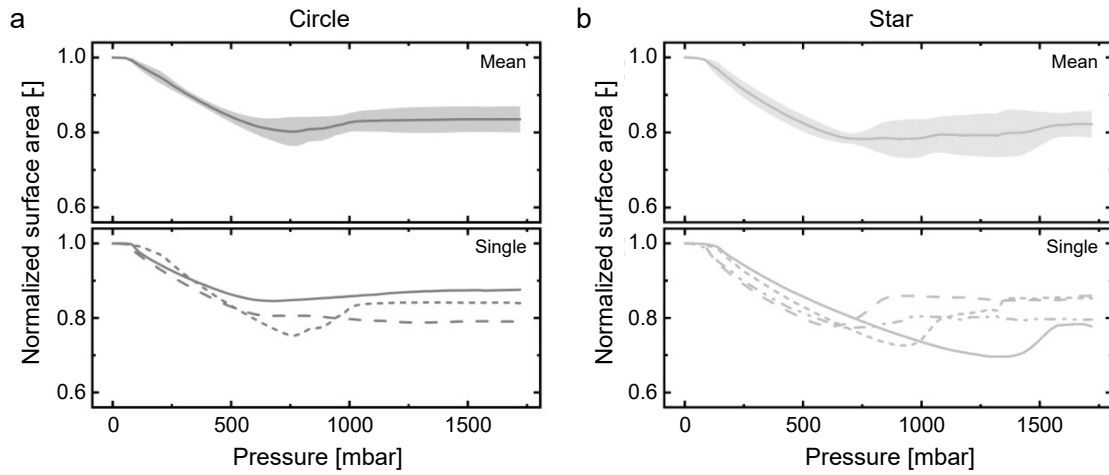 a
Circle
b
Star
Normalized surface area [-]
1.0
0.8
0.6
Mean
1.0
0.8
0.6
Single
0
500
1000
1500
Pressure [mbar]
Normalized surface area [-]
1.0
0.8
0.6
Mean
1.0
0.8
0.6
Single
0
500
1000
1500
Pressure [mbar]